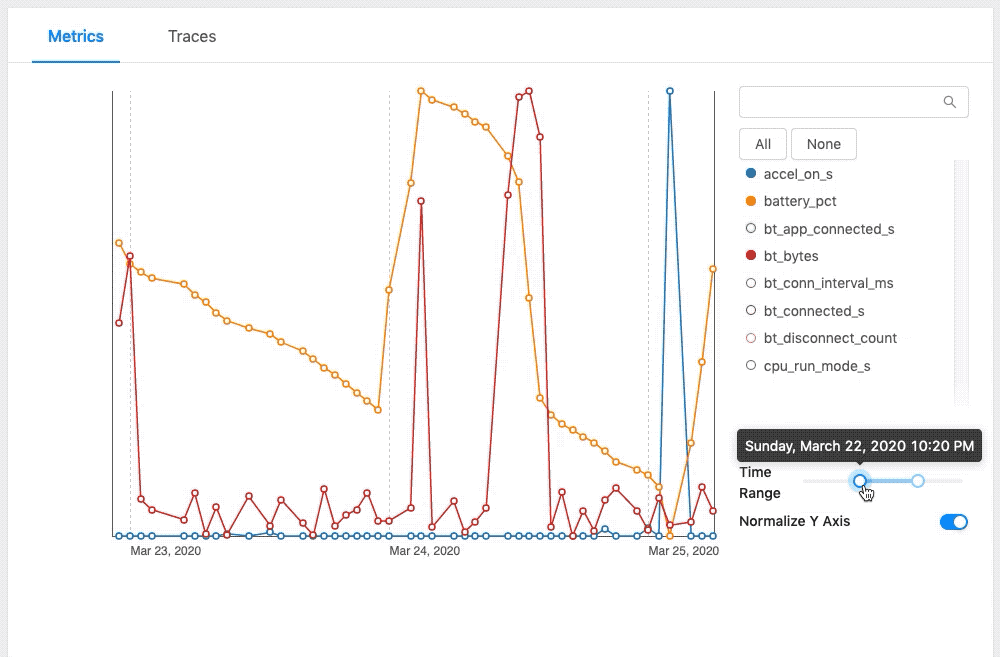 Metrics
Traces
All
None
accel_on_s
battery_pct
bt_app_connected_s
bt_bytes
bt_conn_interval_ms
bt_connected_s
bt_disconnect_count
cpu_run_mode_s
Sunday, March 22, 2020 10:20 PM
Time
Range
Normalize Y Axis
Mar 23, 2020
Mar 24, 2020
Mar 25, 2020